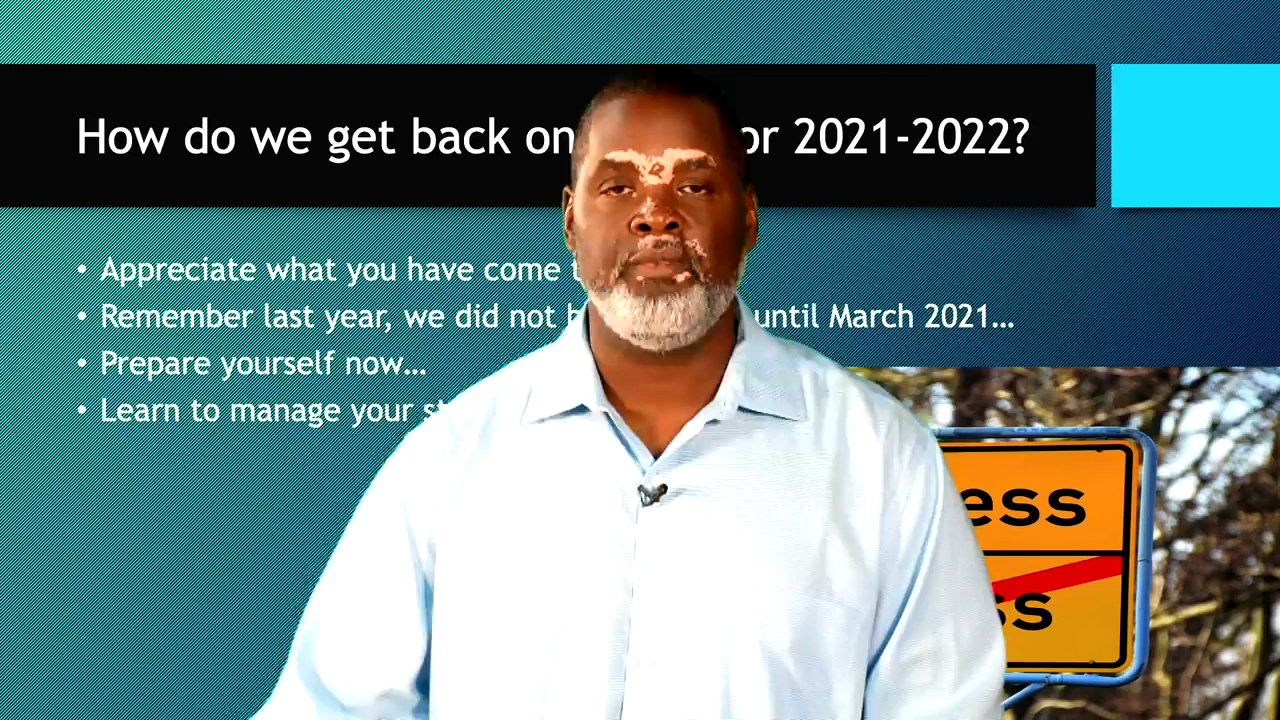 How do we get back on or 2021-2022?
• Appreciate what you have come
• Remember last year, we did not until March 2021…
• Prepare yourself now…
• Learn to manage your
ess
ss